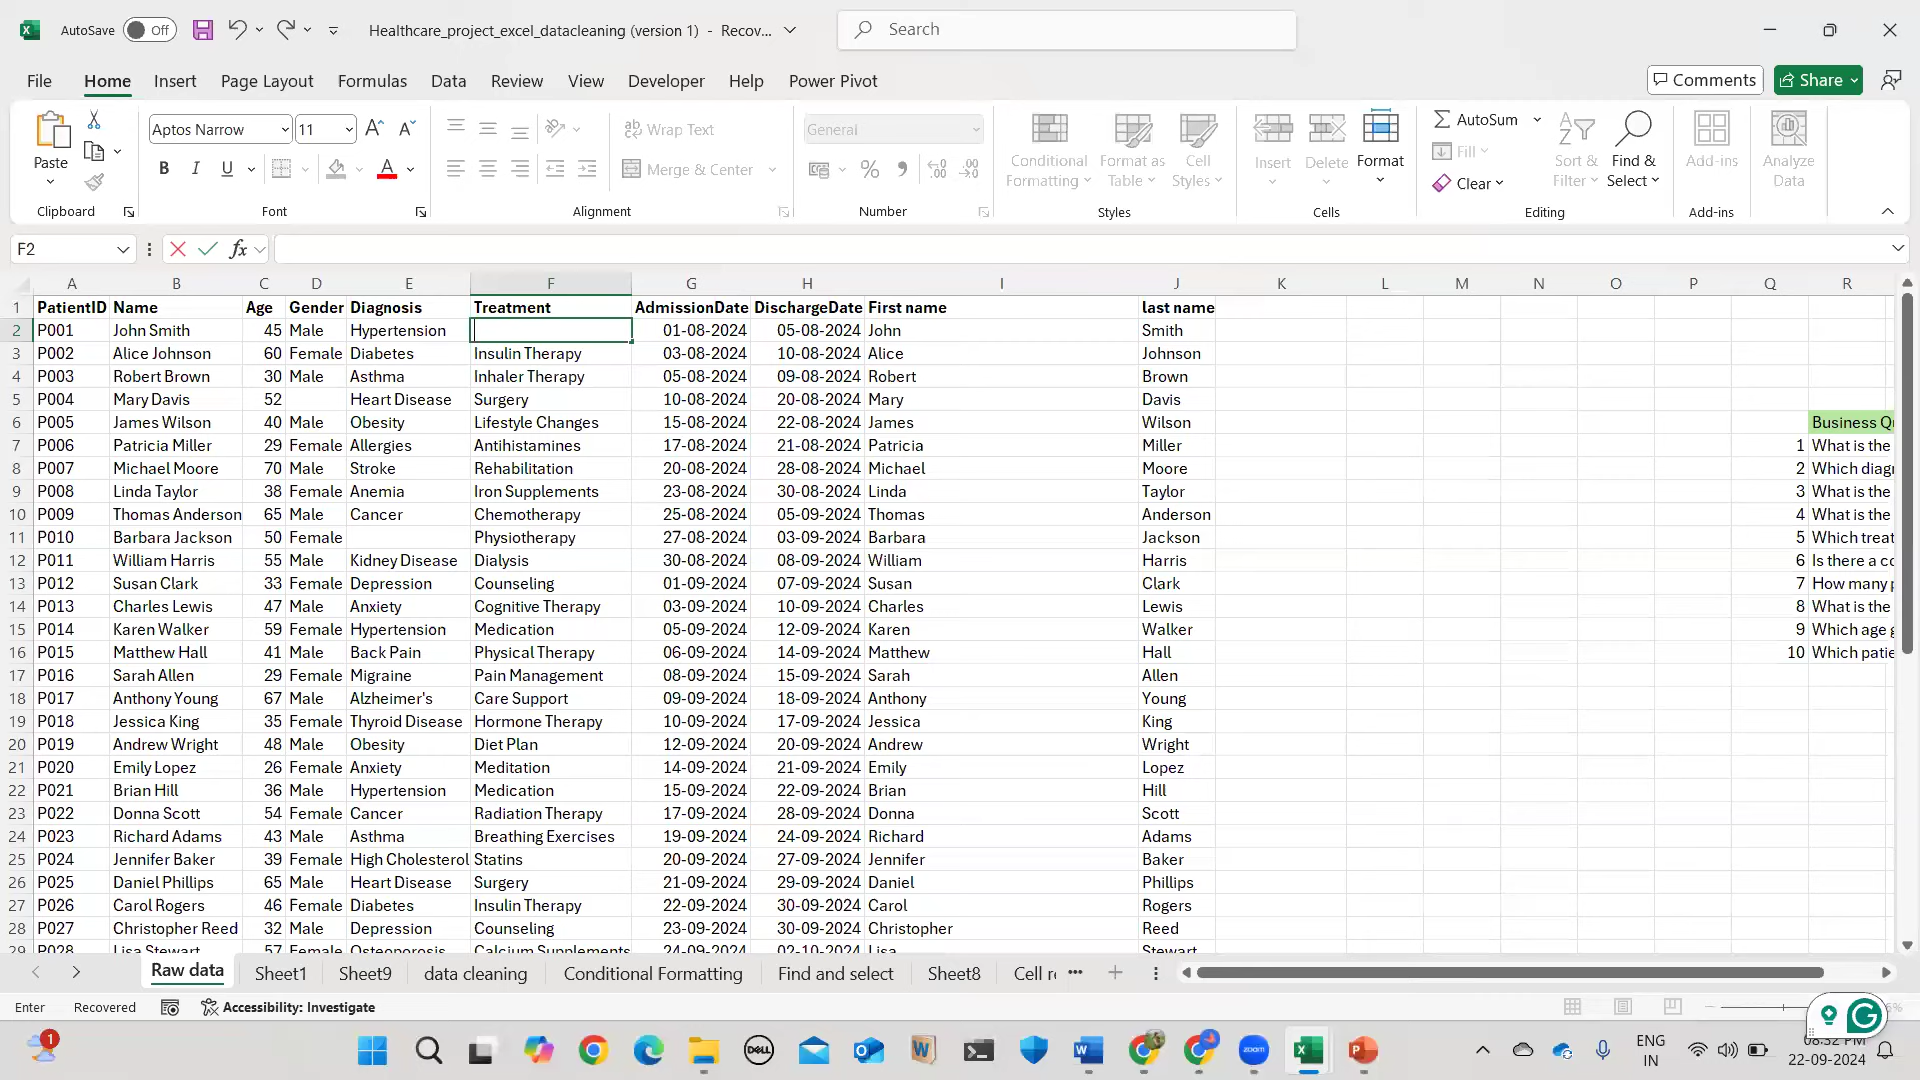 AutoSave Off Healthcare_project_excel_datacleaning (version 1) - Recov... Search
File Home Insert Page Layout Formulas Data Review View Developer Help Power Pivot Comments Share
Paste Aptos Narrow 11 B I U Wrap Text Merge & Center General Conditional Formatting Format as Table Cell Styles Insert Delete Format AutoSum Fill Clear Sort & Filter Find & Select Add-ins Analyze Data
Clipboard Font Alignment Number Styles Cells Editing Add-ins
F2 fx
A B C D E F G H I J K L M N O P Q R
1 PatientID Name Age Gender Diagnosis Treatment AdmissionDate DischargeDate First name last name
2 P001 John Smith 45 Male Hypertension 01-08-2024 05-08-2024 John Smith
3 P002 Alice Johnson 60 Female Diabetes Insulin Therapy 03-08-2024 10-08-2024 Alice Johnson
4 P003 Robert Brown 30 Male Asthma Inhaler Therapy 05-08-2024 09-08-2024 Robert Brown
5 P004 Mary Davis 52 Heart Disease Surgery 10-08-2024 20-08-2024 Mary Davis
6 P005 James Wilson 40 Male Obesity Lifestyle Changes 15-08-2024 22-08-2024 James Wilson Business
7 P006 Patricia Miller 29 Female Allergies Antihistamines 17-08-2024 21-08-2024 Patricia Miller 1 What is the
8 P007 Michael Moore 70 Male Stroke Rehabilitation 20-08-2024 28-08-2024 Michael Moore 2 Which
9 P008 Linda Taylor 38 Female Anemia Iron Supplements 23-08-2024 30-08-2024 Linda Taylor 3 What is the
10 P009 Thomas Anderson 65 Male Cancer Chemotherapy 25-08-2024 05-09-2024 Thomas Anderson 4 What is the
11 P010 Barbara Jackson 50 Female Physiotherapy 27-08-2024 03-09-2024 Barbara Jackson 5 Which
12 P011 William Harris 55 Male Kidney Disease Dialysis 30-08-2024 08-09-2024 William Harris 6 Is there a
13 P012 Susan Clark 33 Female Depression Counseling 01-09-2024 07-09-2024 Susan Clark 7 How many
14 P013 Charles Lewis 47 Male Anxiety Cognitive Therapy 03-09-2024 10-09-2024 Charles Lewis 8 What is the
15 P014 Karen Walker 59 Female Hypertension Medication 05-09-2024 12-09-2024 Karen Walker 9 Which age
16 P015 Matthew Hall 41 Male Back Pain Physical Therapy 06-09-2024 14-09-2024 Matthew Hall 10 Which
17 P016 Sarah Allen 29 Female Migraine Pain Management 08-09-2024 15-09-2024 Sarah Allen
18 P017 Anthony Young 67 Male Alzheimer's Care Support 09-09-2024 18-09-2024 Anthony Young
19 P018 Jessica King 35 Female Thyroid Disease Hormone Therapy 10-09-2024 17-09-2024 Jessica King
20 P019 Andrew Wright 48 Male Obesity Diet Plan 12-09-2024 20-09-2024 Andrew Wright
21 P020 Emily Lopez 26 Female Anxiety Meditation 14-09-2024 21-09-2024 Emily Lopez
22 P021 Brian Hill 36 Male Hypertension Medication 15-09-2024 22-09-2024 Brian Hill
23 P022 Donna Scott 54 Female Cancer Radiation Therapy 17-09-2024 28-09-2024 Donna Scott
24 P023 Richard Adams 43 Male Asthma Breathing Exercises 19-09-2024 24-09-2024 Richard Adams
25 P024 Jennifer Baker 39 Female High Cholesterol Statins 20-09-2024 27-09-2024 Jennifer Baker
26 P025 Daniel Phillips 65 Male Heart Disease Surgery 21-09-2024 29-09-2024 Daniel Phillips
27 P026 Carol Rogers 46 Female Diabetes Insulin Therapy 22-09-2024 30-09-2024 Carol Rogers
28 P027 Christopher Reed 32 Male Depression Counseling 23-09-2024 30-09-2024 Christopher Reed
29 P028 Lisa Stewart 57 Female Osteoporosis Calcium Supplements 24-09-2024 02-10-2024 Lisa Stewart
Raw data Sheet1 Sheet9 data cleaning Conditional Formatting Find and select Sheet8 Cell
Enter Recovered Accessibility: Investigate
1 DELL W zoom ENG IN 08:32 PM 22-09-2024